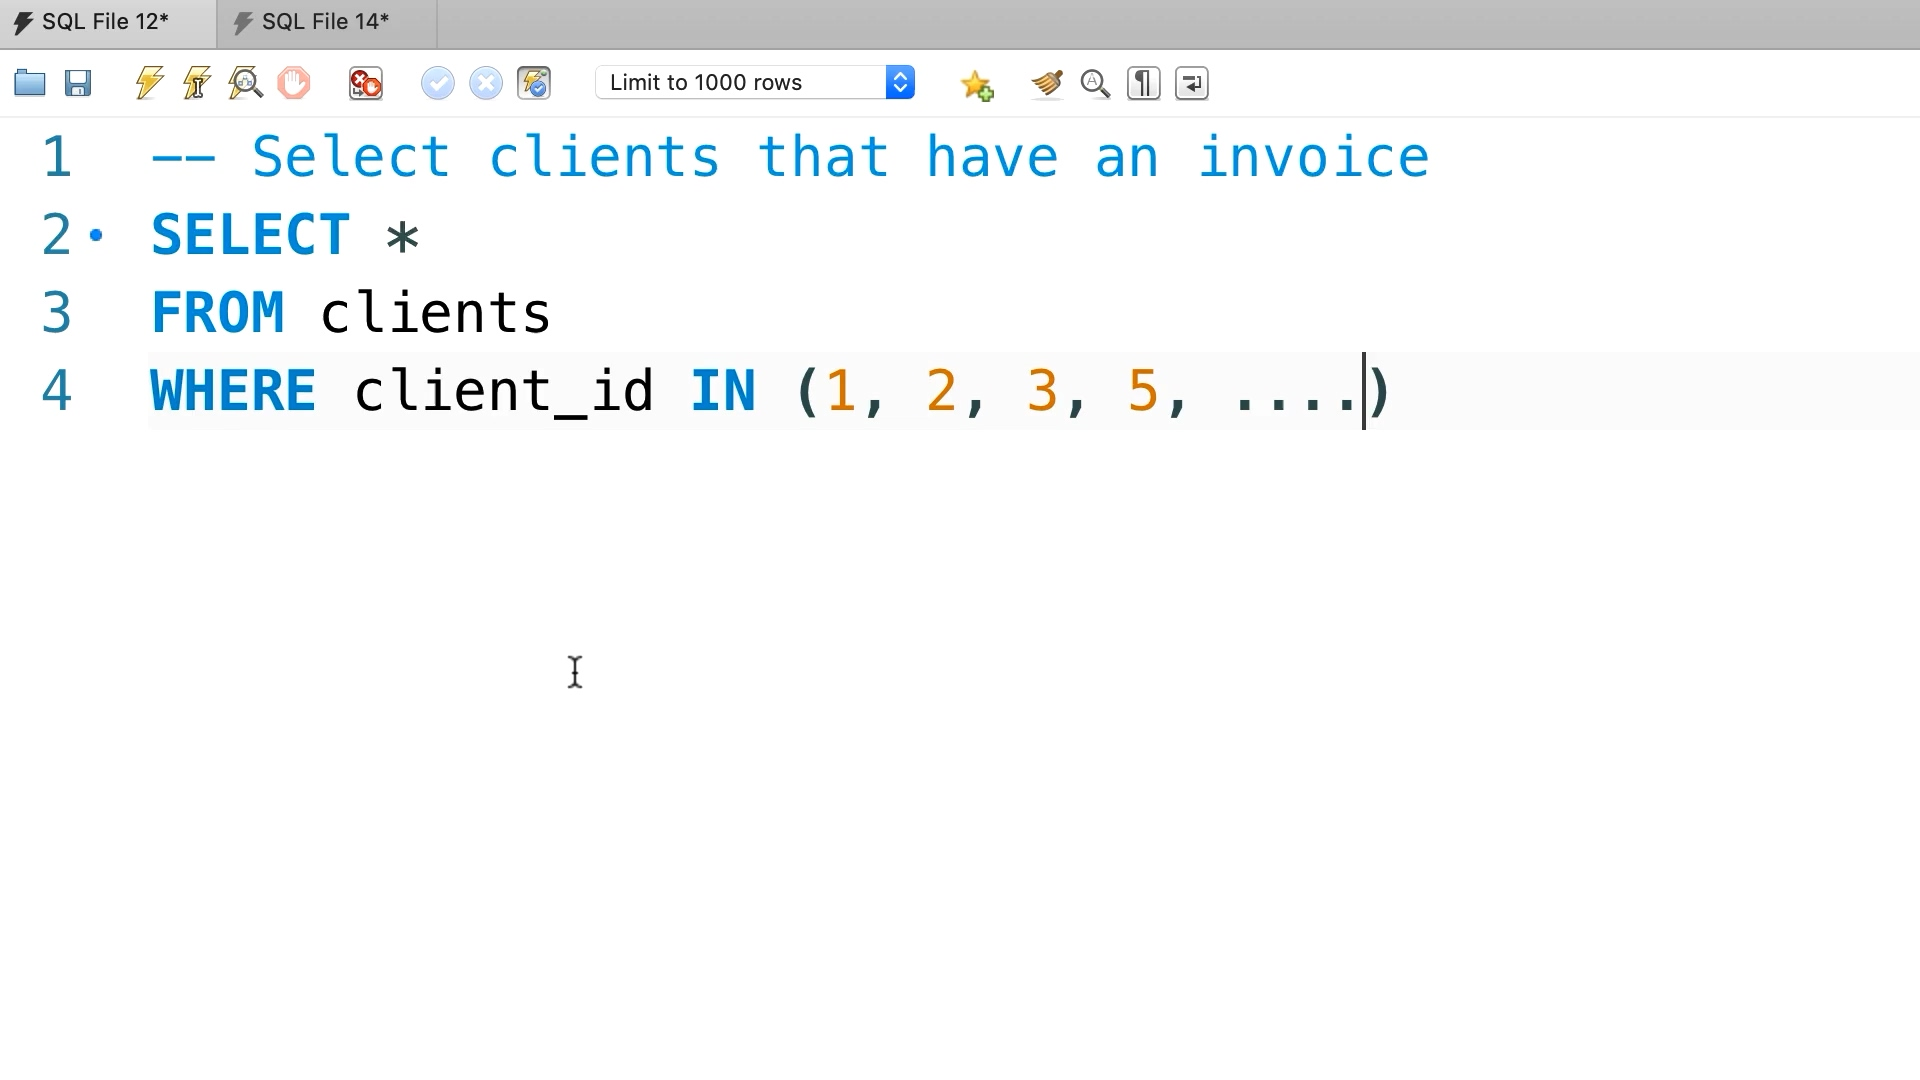 SQL File 12* SQL File 14*
Limit to 1000 rows
1 -- Select clients that have an invoice
2 SELECT *
3 FROM clients
4 WHERE client_id IN (1, 2, 3, 5, ....)